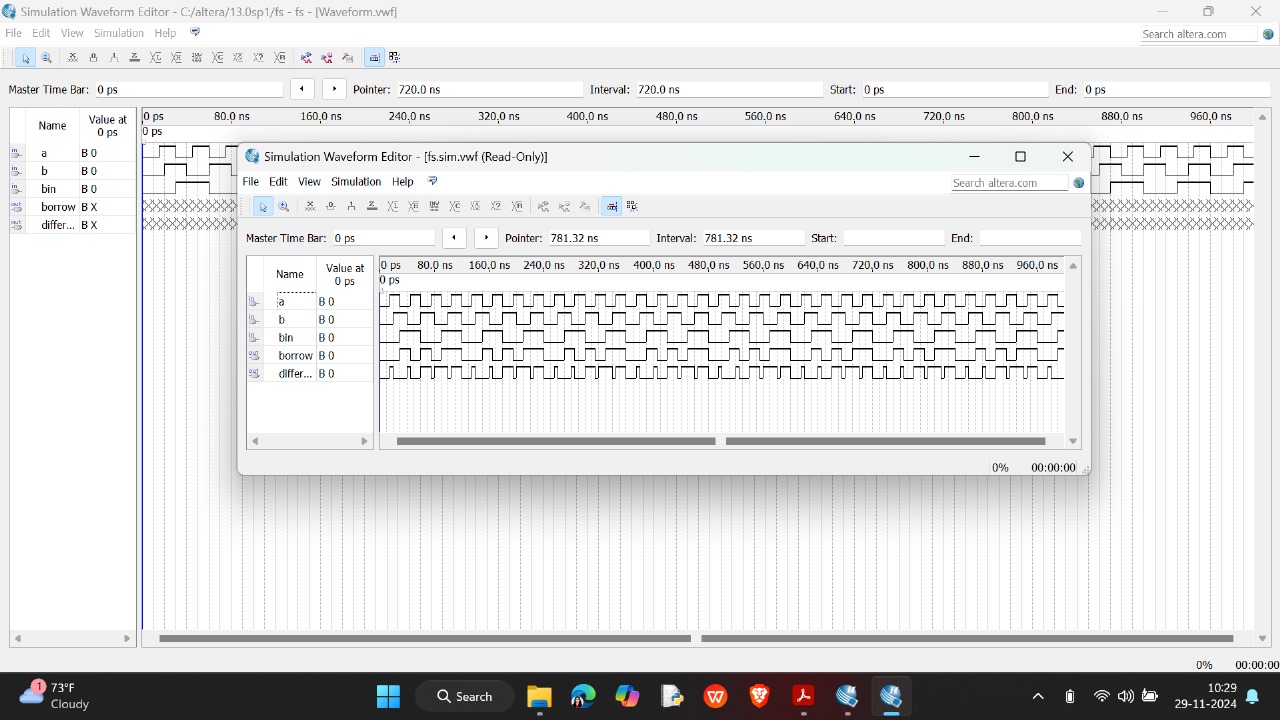 Simulation Waveform Editor - C:/altera/13.0sp1/fs - fs - [Waveform.vwf]
File Edit View Simulation Help
Search altera.com
Master Time Bar: 0 ps Pointer: 720.0 ns Interval: 720.0 ns Start: 0 ps End: 0 ps
Name Value at 0 ps
0 ps 80.0 ns 160.0 ns 240.0 ns 320.0 ns 400.0 ns 480.0 ns 560.0 ns 640.0 ns 720.0 ns 800.0 ns 880.0 ns 960.0 ns
0 ps
a B 0
b B 0
bin B 0
borrow B X
differ... B X
Simulation Waveform Editor - [fs.sim.vwf (Read-Only)]
File Edit View Simulation Help
Search altera.com
Master Time Bar: 0 ps Pointer: 781.32 ns Interval: 781.32 ns Start: End:
Name Value at 0 ps
0 ps 80.0 ns 160.0 ns 240.0 ns 320.0 ns 400.0 ns 480.0 ns 560.0 ns 640.0 ns 720.0 ns 800.0 ns 880.0 ns 960.0 ns
0 ps
a B 0
b B 0
bin B 0
borrow B 0
differ... B 0
0% 00:00:00
0% 00:00:00
1
73°F
Cloudy
Search
10:29
29-11-2024